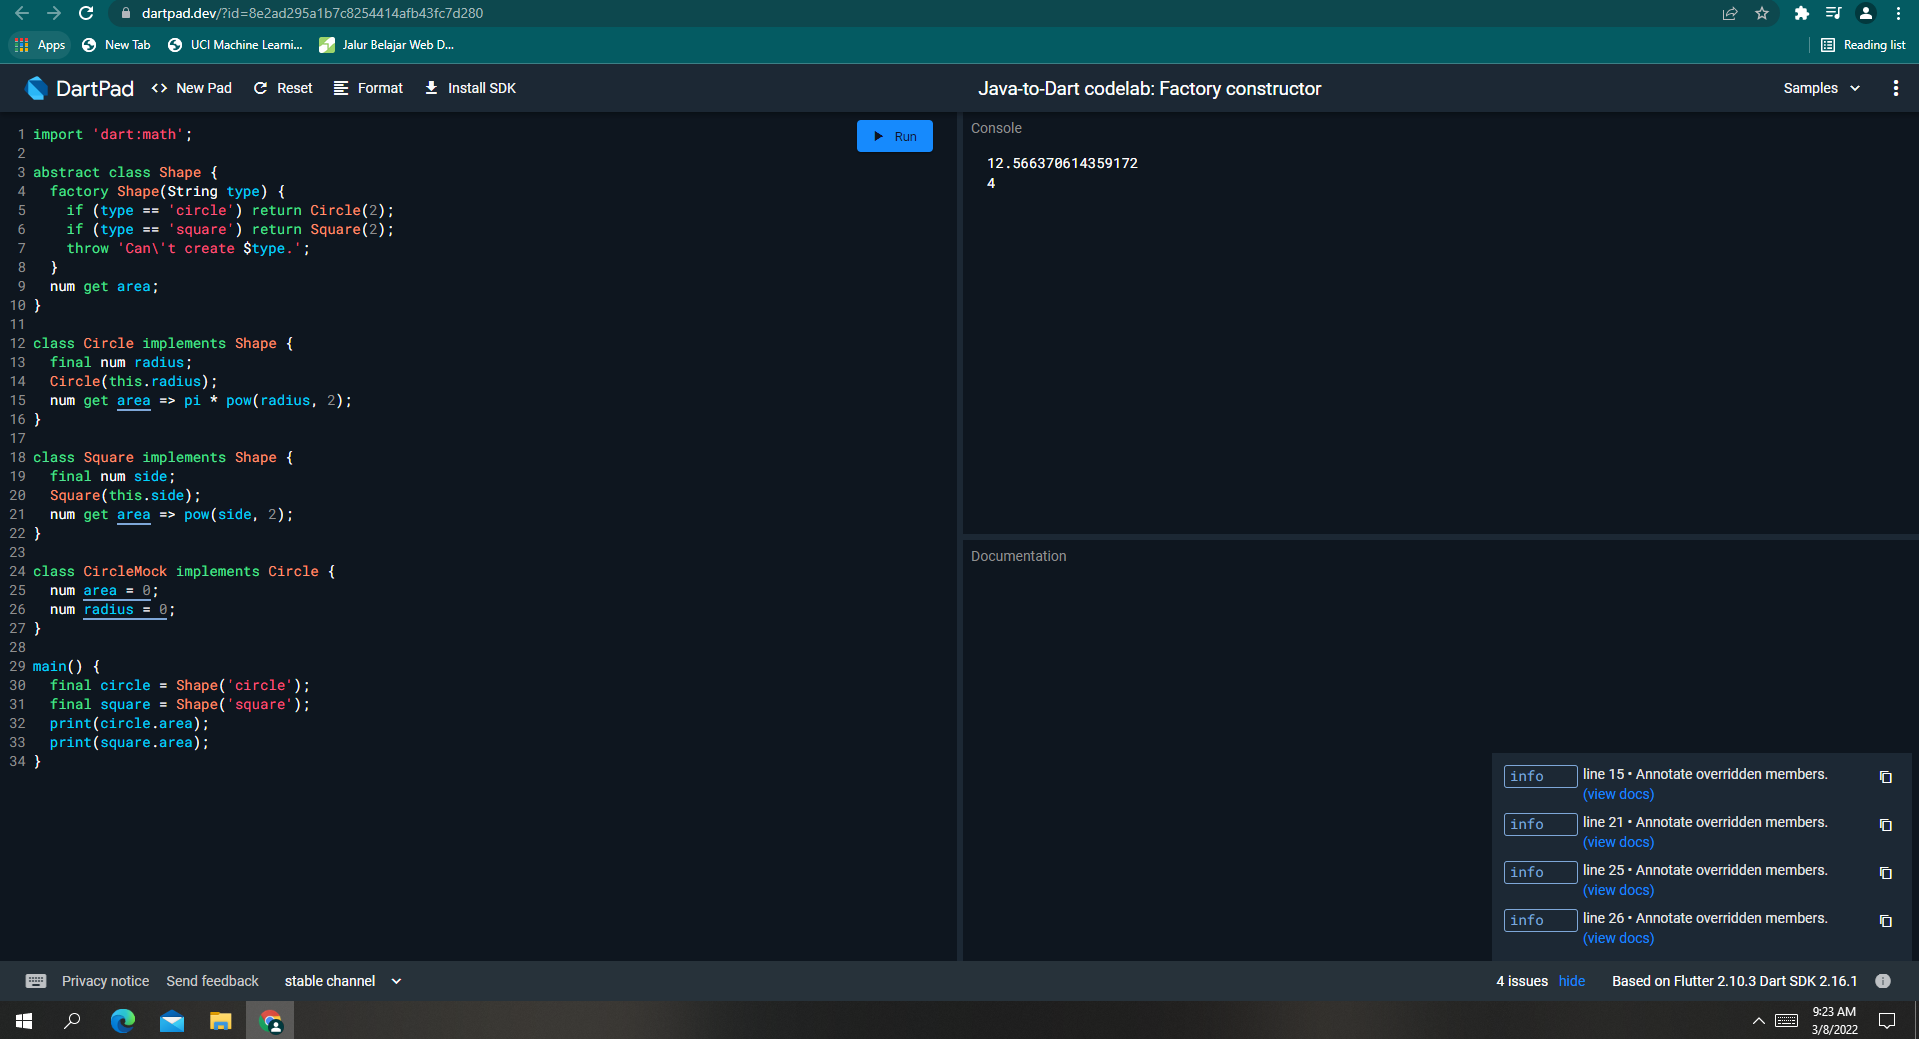 dartpad.dev/?id=8e2ad295a1b7c8254414afb43fc7d280
Apps New Tab UCI Machine Learni... Jalur Belajar Web D... Reading list
DartPad <> New Pad Reset Format Install SDK Java-to-Dart codelab: Factory constructor Samples
1 import 'dart:math';
2
3 abstract class Shape {
4   factory Shape(String type) {
5     if (type == 'circle') return Circle(2);
6     if (type == 'square') return Square(2);
7     throw 'Can\'t create $type.';
8   }
9   num get area;
10 }
11
12 class Circle implements Shape {
13   final num radius;
14   Circle(this.radius);
15   num get area => pi * pow(radius, 2);
16 }
17
18 class Square implements Shape {
19   final num side;
20   Square(this.side);
21   num get area => pow(side, 2);
22 }
23
24 class CircleMock implements Circle {
25   num area = 0;
26   num radius = 0;
27 }
28
29 main() {
30   final circle = Shape('circle');
31   final square = Shape('square');
32   print(circle.area);
33   print(square.area);
34 }
Run
Console
12.566370614359172
4
Documentation
info line 15 • Annotate overridden members.
(view docs)
info line 21 • Annotate overridden members.
(view docs)
info line 25 • Annotate overridden members.
(view docs)
info line 26 • Annotate overridden members.
(view docs)
Privacy notice Send feedback stable channel 4 issues hide Based on Flutter 2.10.3 Dart SDK 2.16.1
9:23 AM
3/8/2022